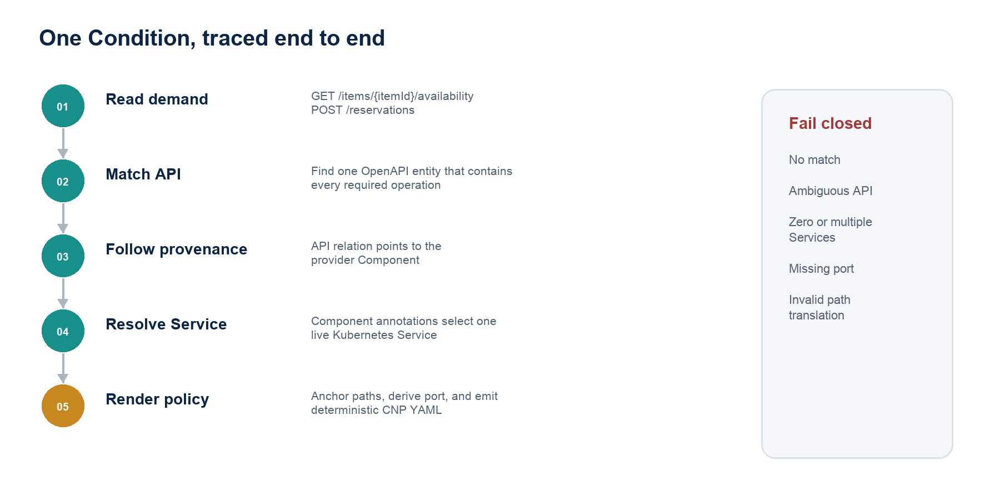 One Condition, traced end to end
01
Read demand
GET /items/{itemId}/availability
POST /reservations
02
Match API
Find one OpenAPI entity that contains
every required operation
03
Follow provenance
API relation points to the
provider Component
04
Resolve Service
Component annotations select one
live Kubernetes Service
05
Render policy
Anchor paths, derive port, and emit
deterministic CNP YAML
Fail closed
No match
Ambiguous API
Zero or multiple
Services
Missing port
Invalid path
translation